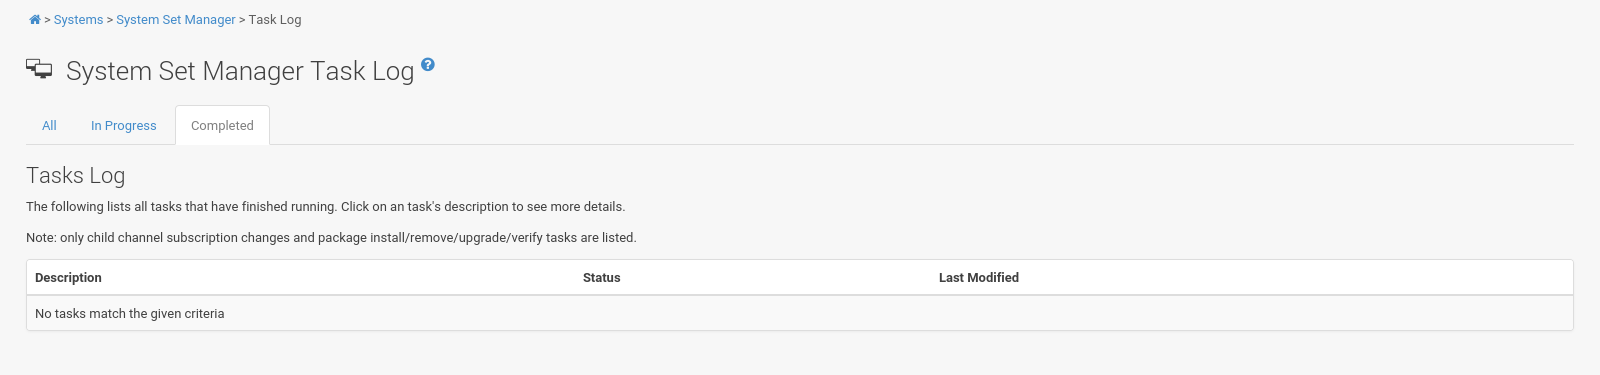 > Systems > System Set Manager > Task Log
System Set Manager Task Log ?
All In Progress Completed
Tasks Log
The following lists all tasks that have finished running. Click on an task's description to see more details.
Note: only child channel subscription changes and package install/remove/upgrade/verify tasks are listed.
Description Status Last Modified
No tasks match the given criteria